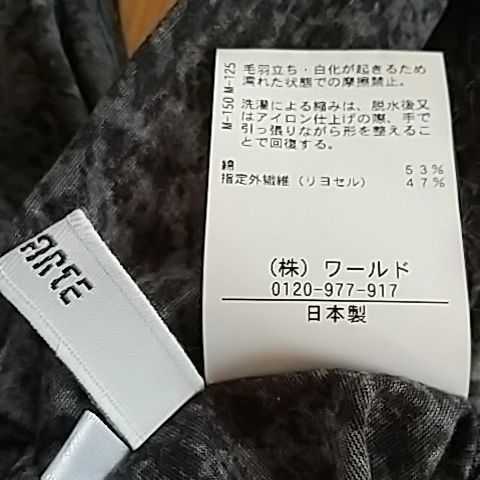 M-150 M-125
毛羽立ち・白化が起きるため
濡れた状態での摩擦禁止。
洗濯による縮みは、脱水後又
はアイロン仕上げの際、手で
引っ張りながら形を整えるこ
とで回復する。
綿 53%
指定外繊維(リヨセル) 47%
(株)ワールド
0120-977-917
日本製
ARTE